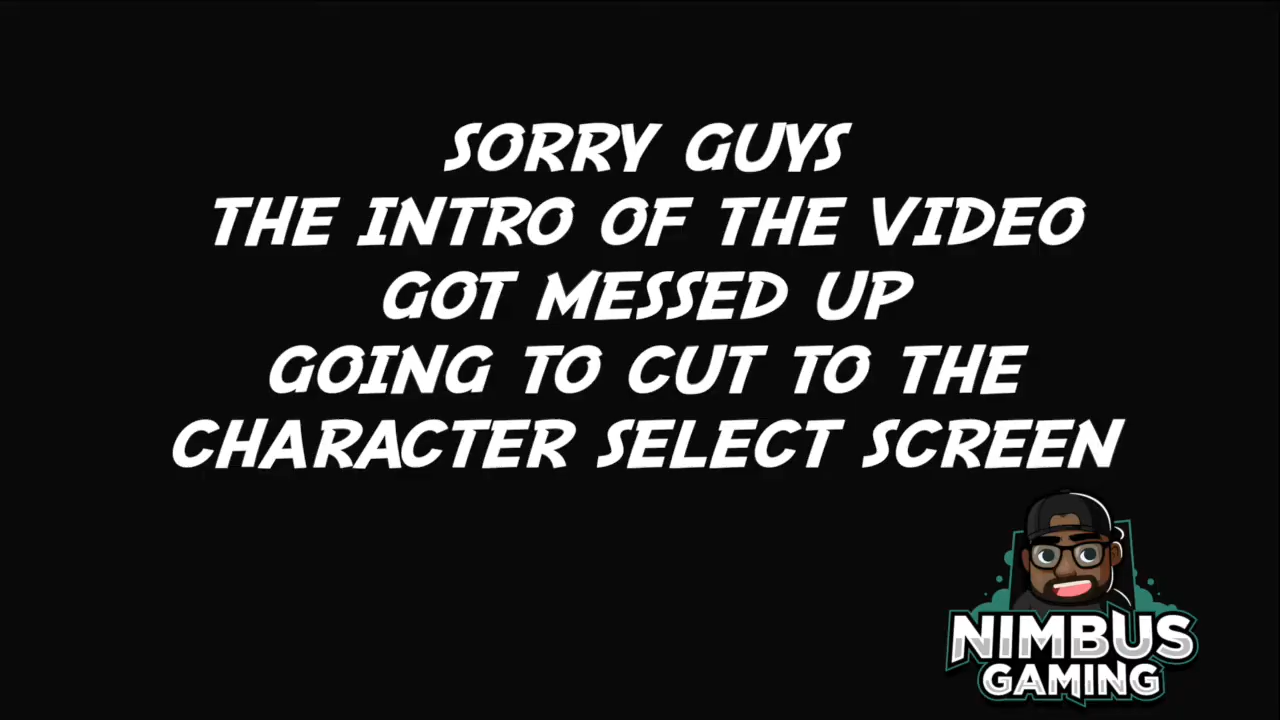 SORRY GUYS
THE INTRO OF THE VIDEO
GOT MESSED UP
GOING TO CUT TO THE
CHARACTER SELECT SCREEN
NIMBUS
GAMING